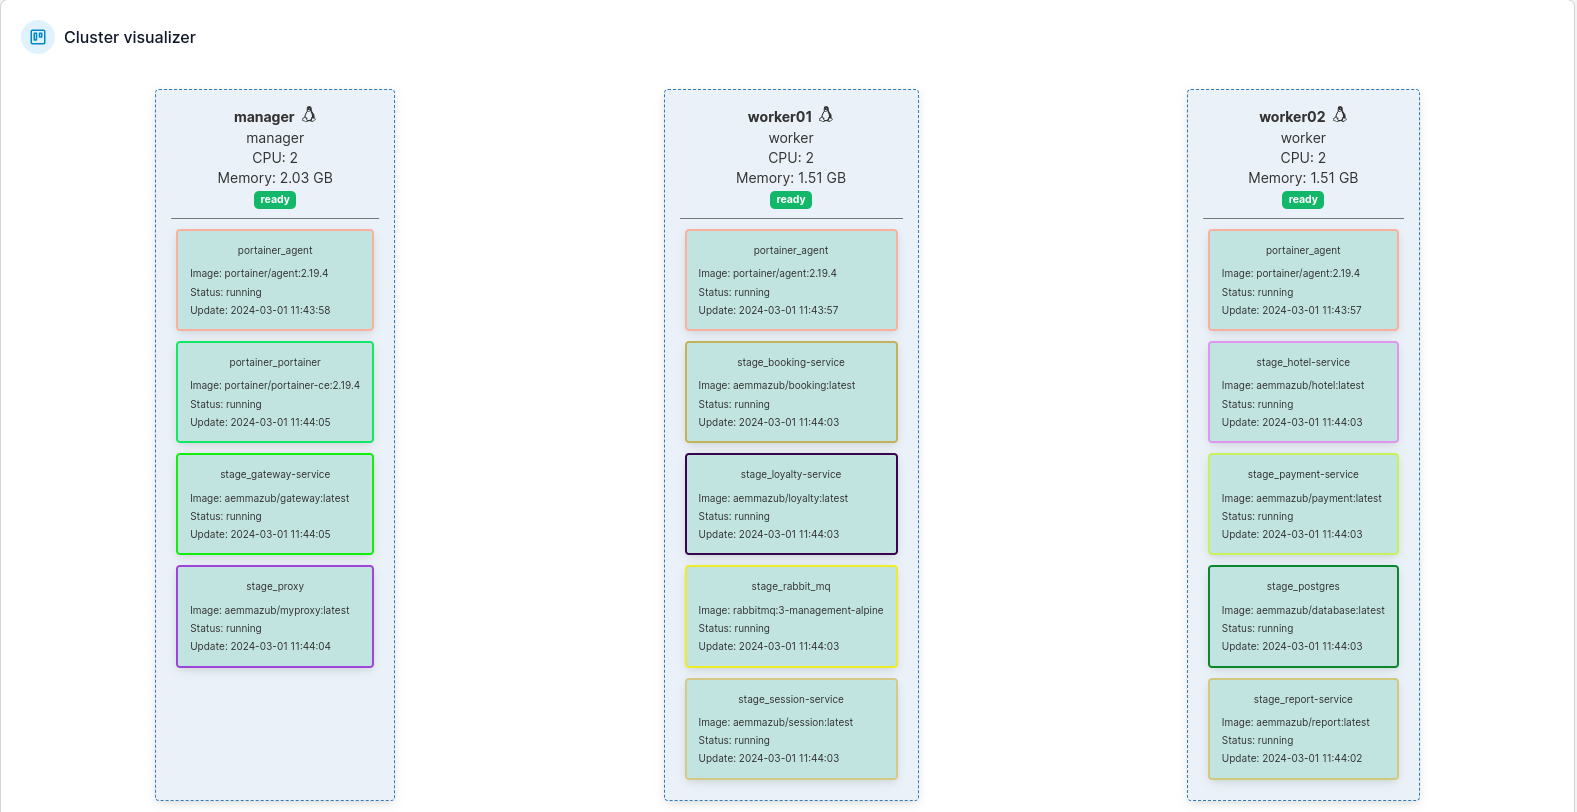 Cluster visualizer
manager
manager
CPU: 2
Memory: 2.03 GB
ready
portainer_agent
Image: portainer/agent:2.19.4
Status: running
Update: 2024-03-01 11:43:58
portainer_portainer
Image: portainer/portainer-ce:2.19.4
Status: running
Update: 2024-03-01 11:44:05
stage_gateway-service
Image: aemmazub/gateway:latest
Status: running
Update: 2024-03-01 11:44:05
stage_proxy
Image: aemmazub/myproxy:latest
Status: running
Update: 2024-03-01 11:44:04
worker01
worker
CPU: 2
Memory: 1.51 GB
ready
portainer_agent
Image: portainer/agent:2.19.4
Status: running
Update: 2024-03-01 11:43:57
stage_booking-service
Image: aemmazub/booking:latest
Status: running
Update: 2024-03-01 11:44:03
stage_loyalty-service
Image: aemmazub/loyalty:latest
Status: running
Update: 2024-03-01 11:44:03
stage_rabbit_mq
Image: rabbitmq:3-management-alpine
Status: running
Update: 2024-03-01 11:44:03
stage_session-service
Image: aemmazub/session:latest
Status: running
Update: 2024-03-01 11:44:03
worker02
worker
CPU: 2
Memory: 1.51 GB
ready
portainer_agent
Image: portainer/agent:2.19.4
Status: running
Update: 2024-03-01 11:43:57
stage_hotel-service
Image: aemmazub/hotel:latest
Status: running
Update: 2024-03-01 11:44:03
stage_payment-service
Image: aemmazub/payment:latest
Status: running
Update: 2024-03-01 11:44:03
stage_postgres
Image: aemmazub/database:latest
Status: running
Update: 2024-03-01 11:44:03
stage_report-service
Image: aemmazub/report:latest
Status: running
Update: 2024-03-01 11:44:02